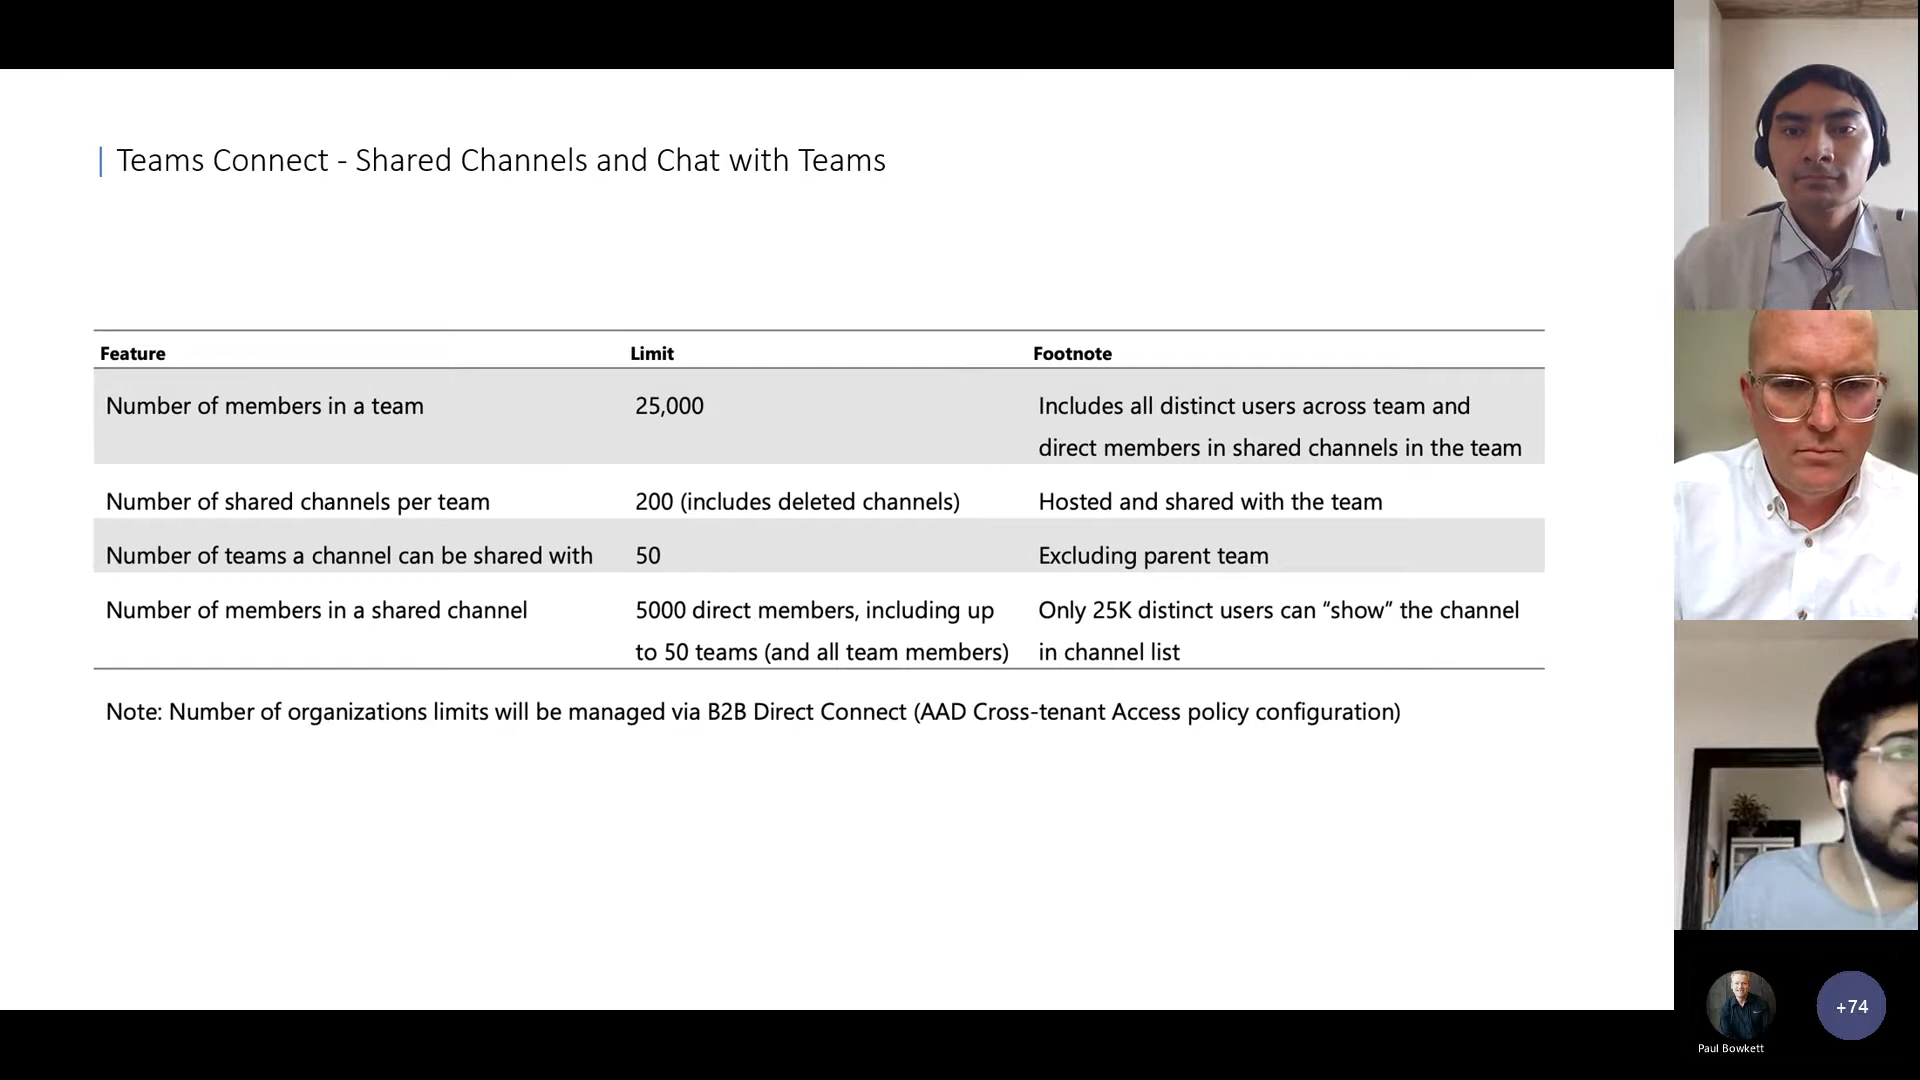 Teams Connect - Shared Channels and Chat with Teams
Feature Limit Footnote
Number of members in a team 25,000 Includes all distinct users across team and
direct members in shared channels in the team
Number of shared channels per team 200 (includes deleted channels) Hosted and shared with the team
Number of teams a channel can be shared with 50 Excluding parent team
Number of members in a shared channel 5000 direct members, including up Only 25K distinct users can “show” the channel
to 50 teams (and all team members) in channel list
Note: Number of organizations limits will be managed via B2B Direct Connect (AAD Cross-tenant Access policy configuration)
+74
Paul Bowkett